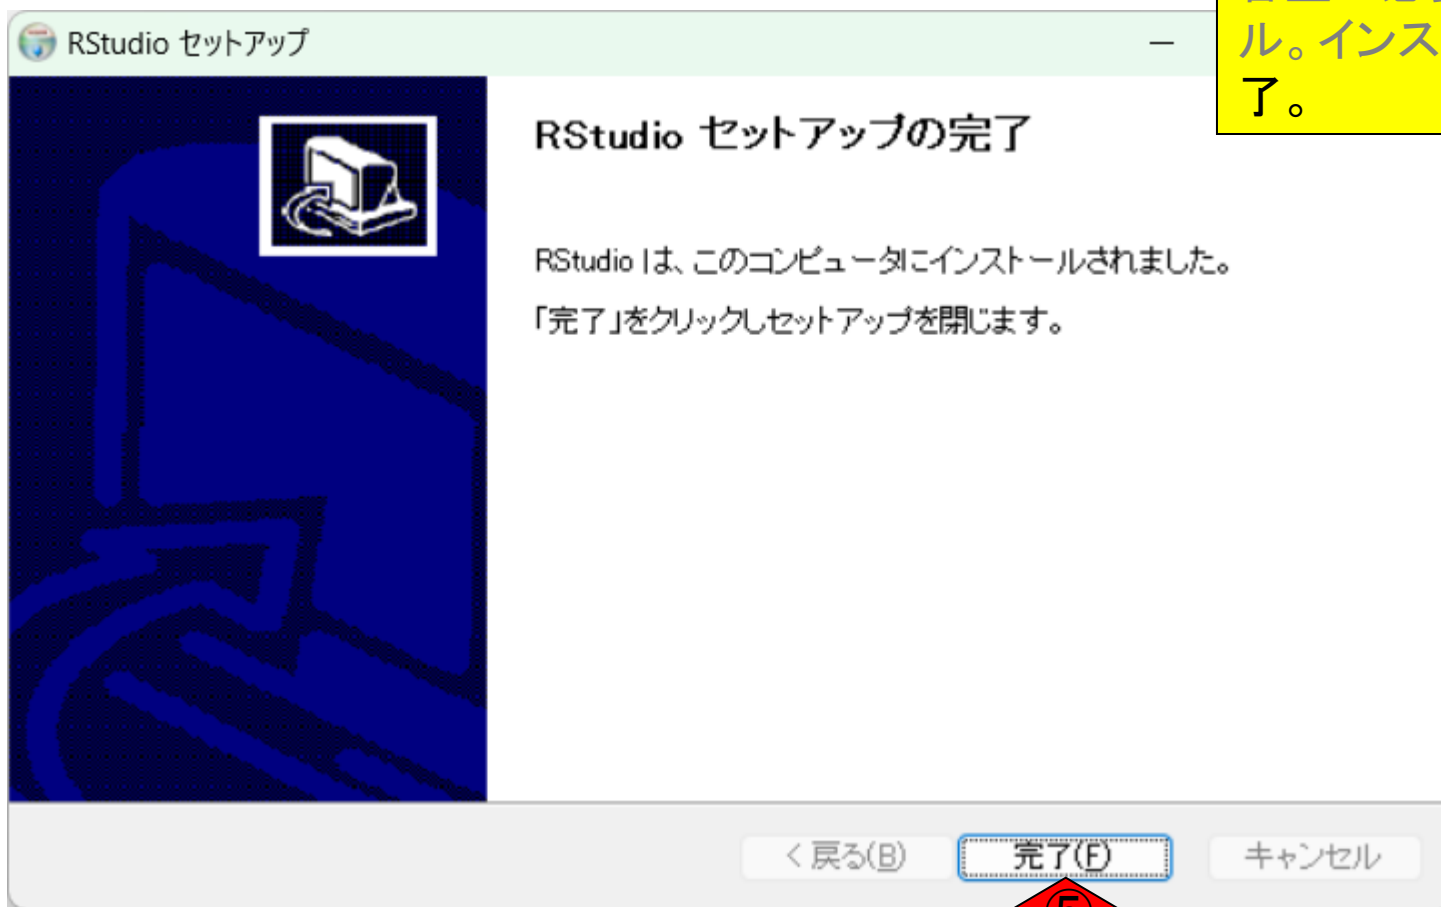 RStudio セットアップ
ル。インス
了。
RStudio セットアップの完了
RStudio は、このコンピュータにインストールされました。
「完了」をクリックしセットアップを閉じます。
< 戻る(B)
完了(F)
キャンセル